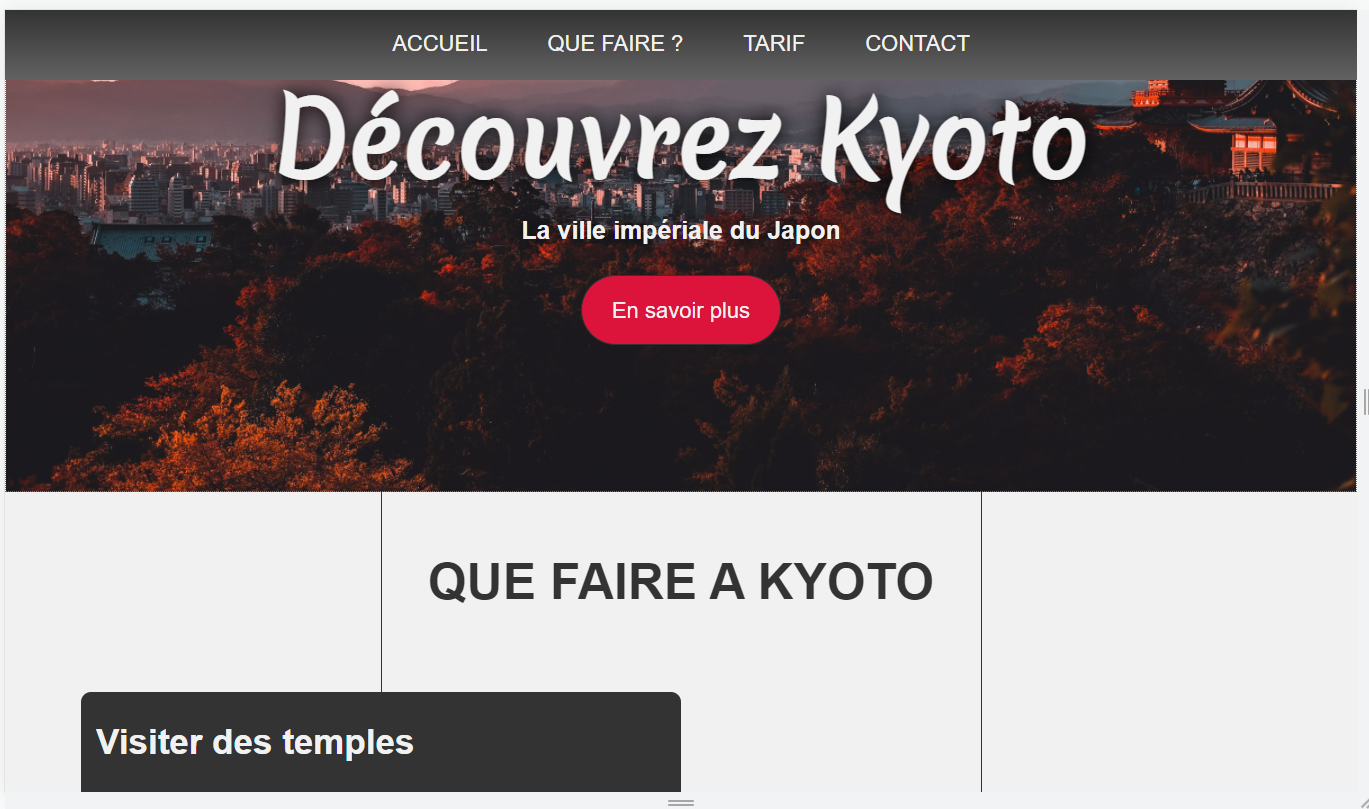 ACCUEIL QUE FAIRE ? TARIF CONTACT
Découvrez Kyoto
La ville impériale du Japon
En savoir plus
QUE FAIRE A KYOTO
Visiter des temples